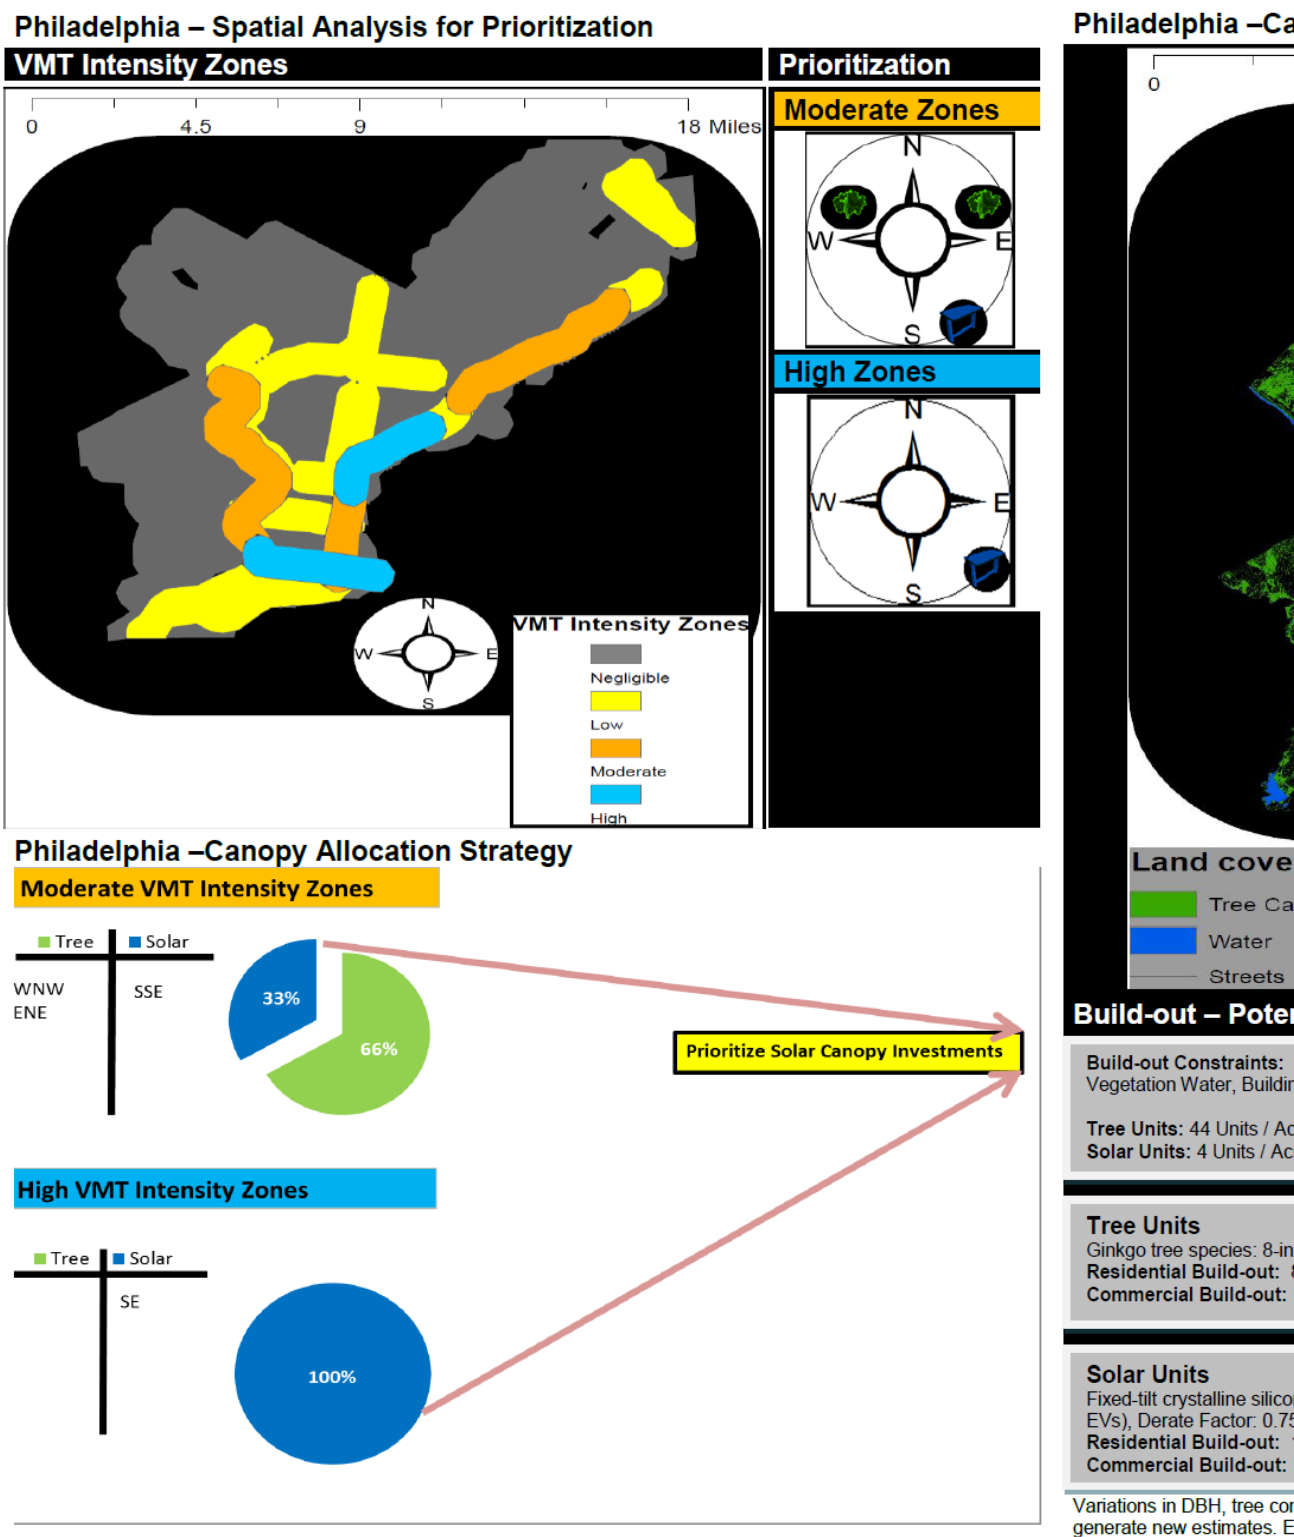 Philadelphia – Spatial Analysis for Prioritization
VMT Intensity Zones
0 4.5 9 18 Miles
N
W E
S
VMT Intensity Zones
Negligible
Low
Moderate
High
Prioritization
Moderate Zones
N
W E
S
High Zones
N
W E
S
Philadelphia –Canopy Allocation Strategy
Moderate VMT Intensity Zones
Tree Solar
WNW SSE
ENE
33%
66%
Prioritize Solar Canopy Investments
High VMT Intensity Zones
Tree Solar
SE
100%
Philadelphia –Ca
0
Land cove
Tree Ca
Water
Streets
Build-out – Poter
Build-out Constraints:
Vegetation Water, Buildin
Tree Units: 44 Units / Ac
Solar Units: 4 Units / Ac
Tree Units
Ginkgo tree species: 8-in
Residential Build-out:
Commercial Build-out:
Solar Units
Fixed-tilt crystalline silico
EVs), Derate Factor: 0.75
Residential Build-out:
Commercial Build-out:
Variations in DBH, tree cor
generate new estimates. E